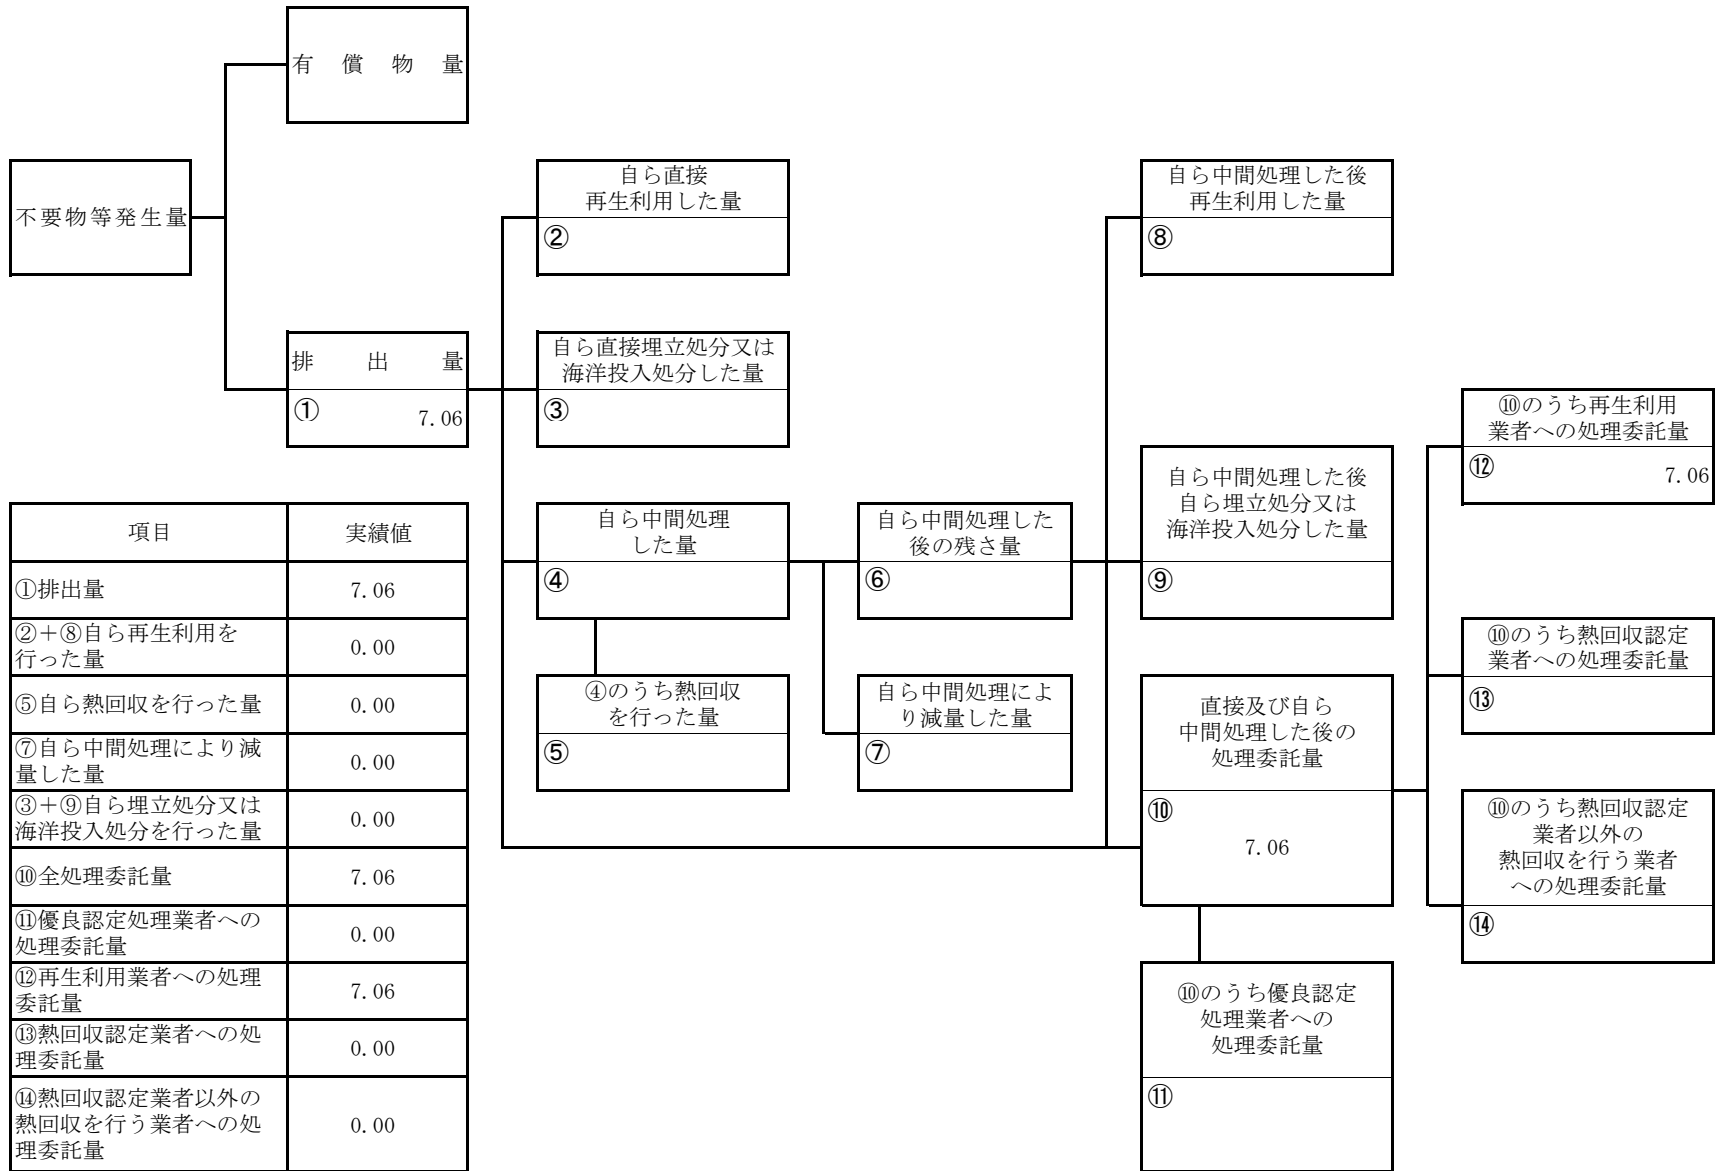 有償物量
不要物等発生量
排出量
① 7.06
自ら直接
再生利用した量
②
自ら直接埋立処分又は
海洋投入処分した量
③
自ら中間処理
した量
④
④のうち熱回収
を行った量
⑤
自ら中間処理した
後の残さ量
⑥
自ら中間処理によ
り減量した量
⑦
自ら中間処理した後
再生利用した量
⑧
自ら中間処理した後
自ら埋立処分又は
海洋投入処分した量
⑨
直接及び自ら
中間処理した後の
処理委託量
⑩
7.06
⑩のうち優良認定
処理業者への
処理委託量
⑪
⑩のうち再生利用
業者への処理委託量
⑫ 7.06
⑩のうち熱回収認定
業者への処理委託量
⑬
⑩のうち熱回収認定
業者以外の
熱回収を行う業者
への処理委託量
⑭
項目 実績値
①排出量 7.06
②+⑧自ら再生利用を
行った量 0.00
⑤自ら熱回収を行った量 0.00
⑦自ら中間処理により減
量した量 0.00
③+⑨自ら埋立処分又は
海洋投入処分を行った量 0.00
⑩全処理委託量 7.06
⑪優良認定処理業者への
処理委託量 0.00
⑫再生利用業者への処理
委託量 7.06
⑬熱回収認定業者への処
理委託量 0.00
⑭熱回収認定業者以外の
熱回収を行う業者への処 0.00
理委託量